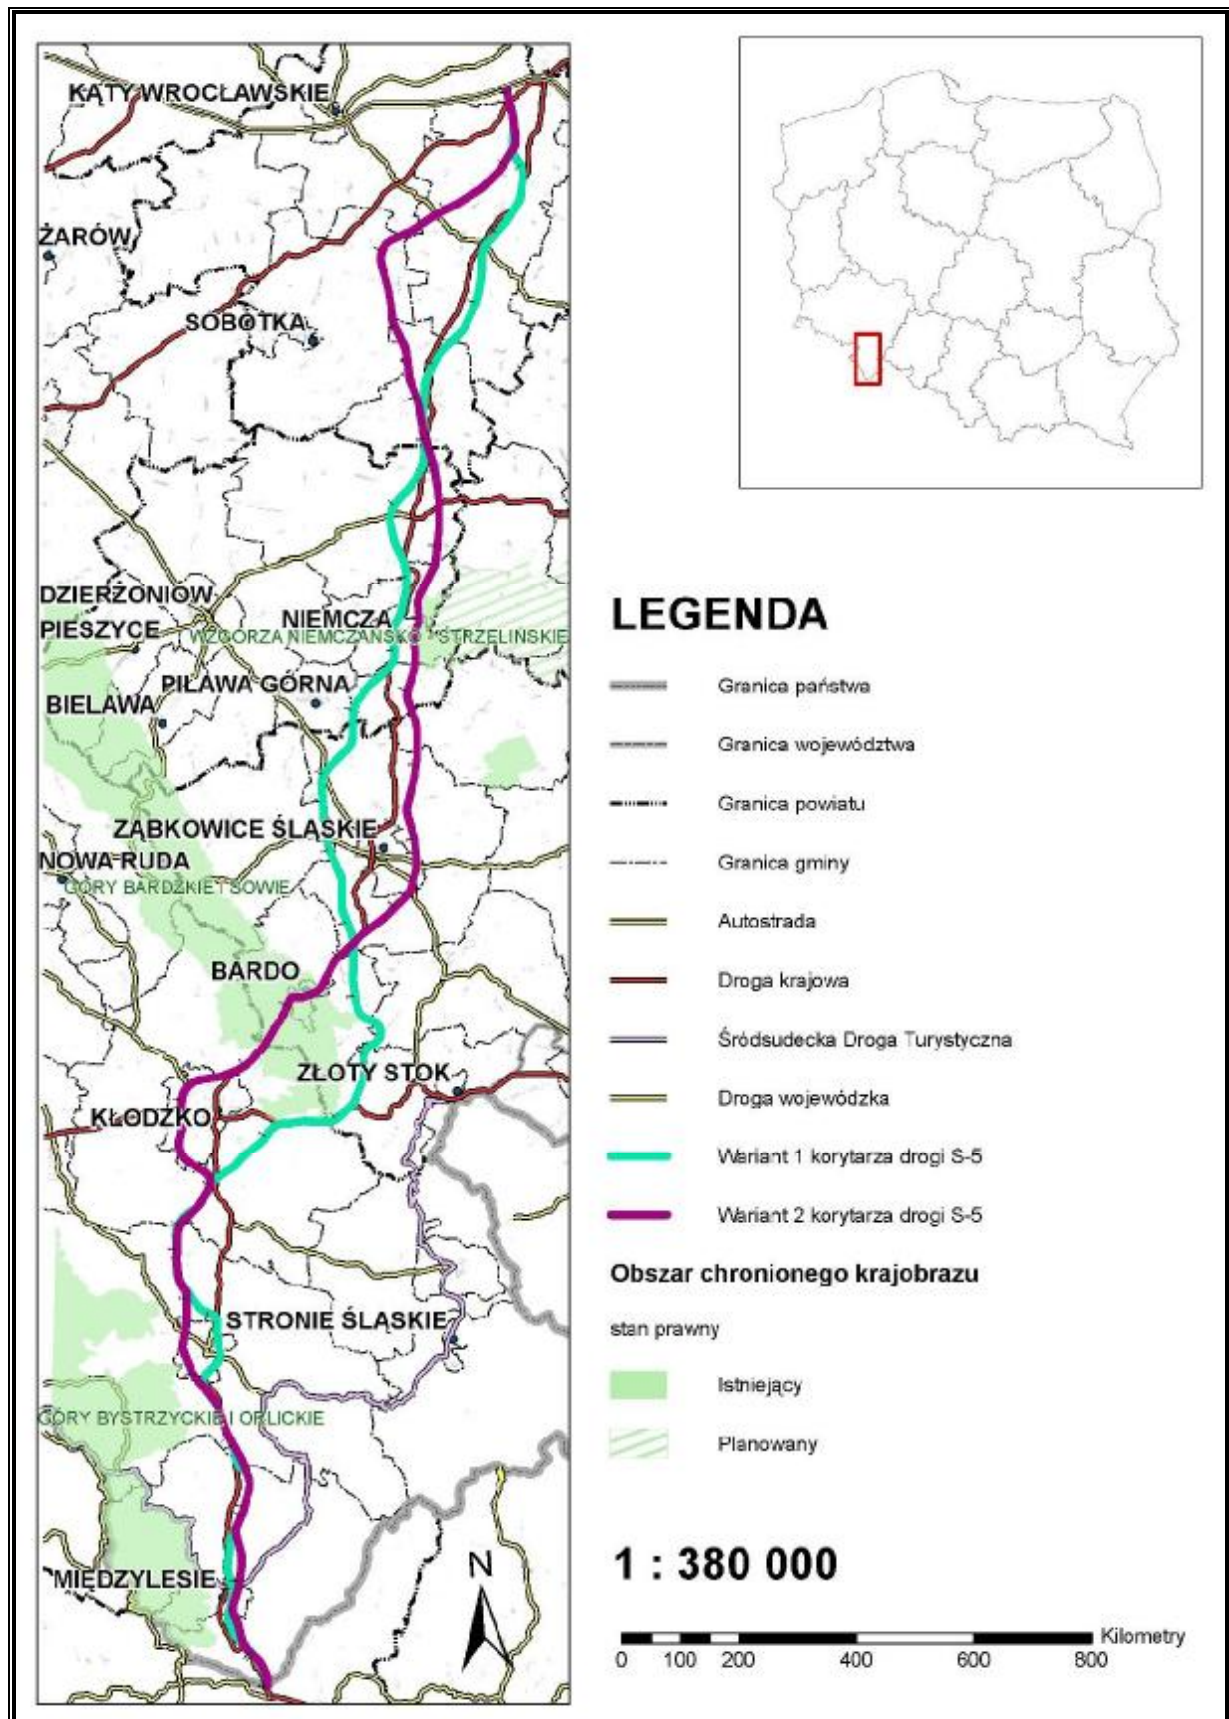 KĄTY WROCŁAWSKIE
ŻARÓW
SOBÓTKA
DZIERŻONIOW
PIESZYCE
NIEMCZA
WZGÓRZA NIEMCZAŃSKO - STRZELIŃSKIE
PIŁAWA GÓRNA
BIELAWA
ZĄBKOWICE ŚLĄSKIE
NOWA RUDA
GÓRY BARDZKIE I SOWIE
BARDO
ZŁOTY STOK
KŁODZKO
STRONIE ŚLĄSKIE
GÓRY BYSTRZYCKIE I ORLICKIE
MIĘDZYLESIE
N
LEGENDA
Granica państwa
Granica województwa
Granica powiatu
Granica gminy
Autostrada
Droga krajowa
Śródsudecka Droga Turystyczna
Droga wojewódzka
Wariant 1 korytarza drogi S-5
Wariant 2 korytarza drogi S-5
Obszar chronionego krajobrazu
stan prawny
Istniejący
Planowany
1 : 380 000
Kilometry
0 100 200 400 600 800